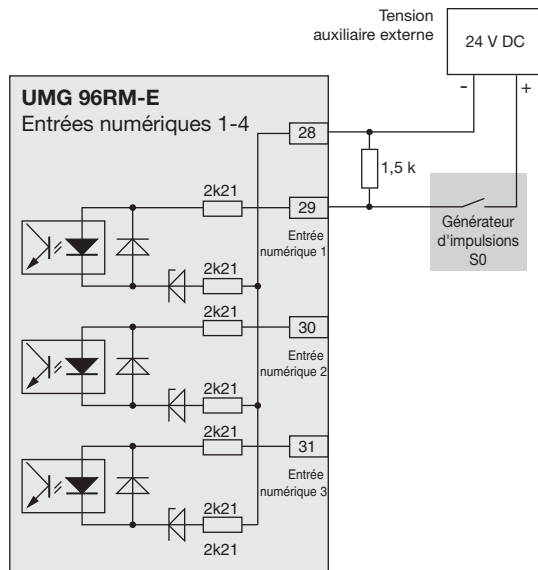 Tension
auxiliaire externe
24 V DC
- +
UMG 96RM-E
Entrées numériques 1-4
28
1,5 k
2k21
29
Générateur
d'impulsions
S0
Entrée
numérique 1
2k21
2k21
30
Entrée
numérique 2
2k21
2k21
31
Entrée
numérique 3
2k21
2k21